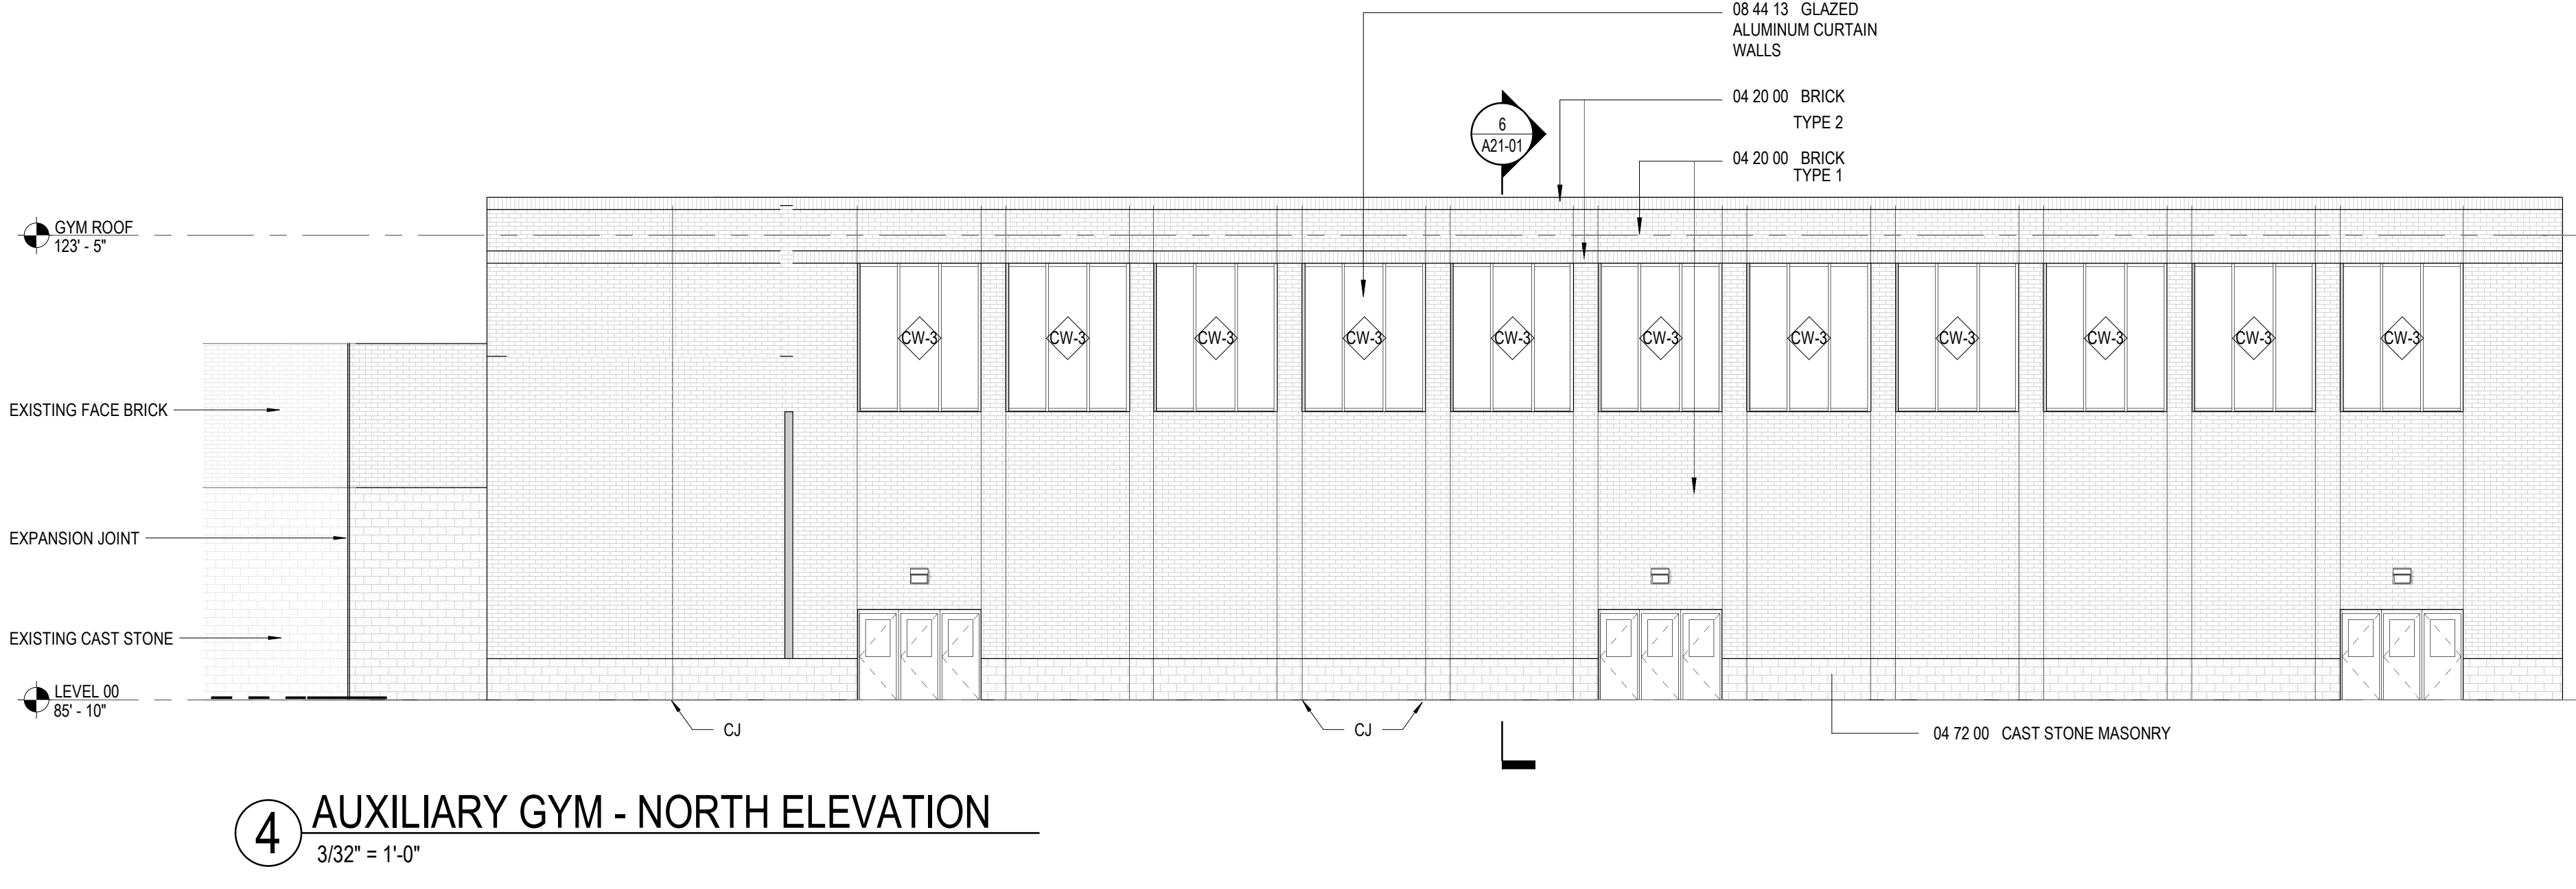 08 44 13 GLAZED
ALUMINUM CURTAIN
WALLS
04 20 00 BRICK
TYPE 2
6
A21-01
04 20 00 BRICK
TYPE 1
GYM ROOF
123' - 5"
CW-3
CW-3
CW-3
CW-3
CW-3
CW-3
CW-3
CW-3
CW-3
CW-3
CW-3
EXISTING FACE BRICK
EXPANSION JOINT
EXISTING CAST STONE
LEVEL 00
85' - 10"
CJ
CJ
04 72 00 CAST STONE MASONRY
4
AUXILIARY GYM - NORTH ELEVATION
3/32" = 1'-0"